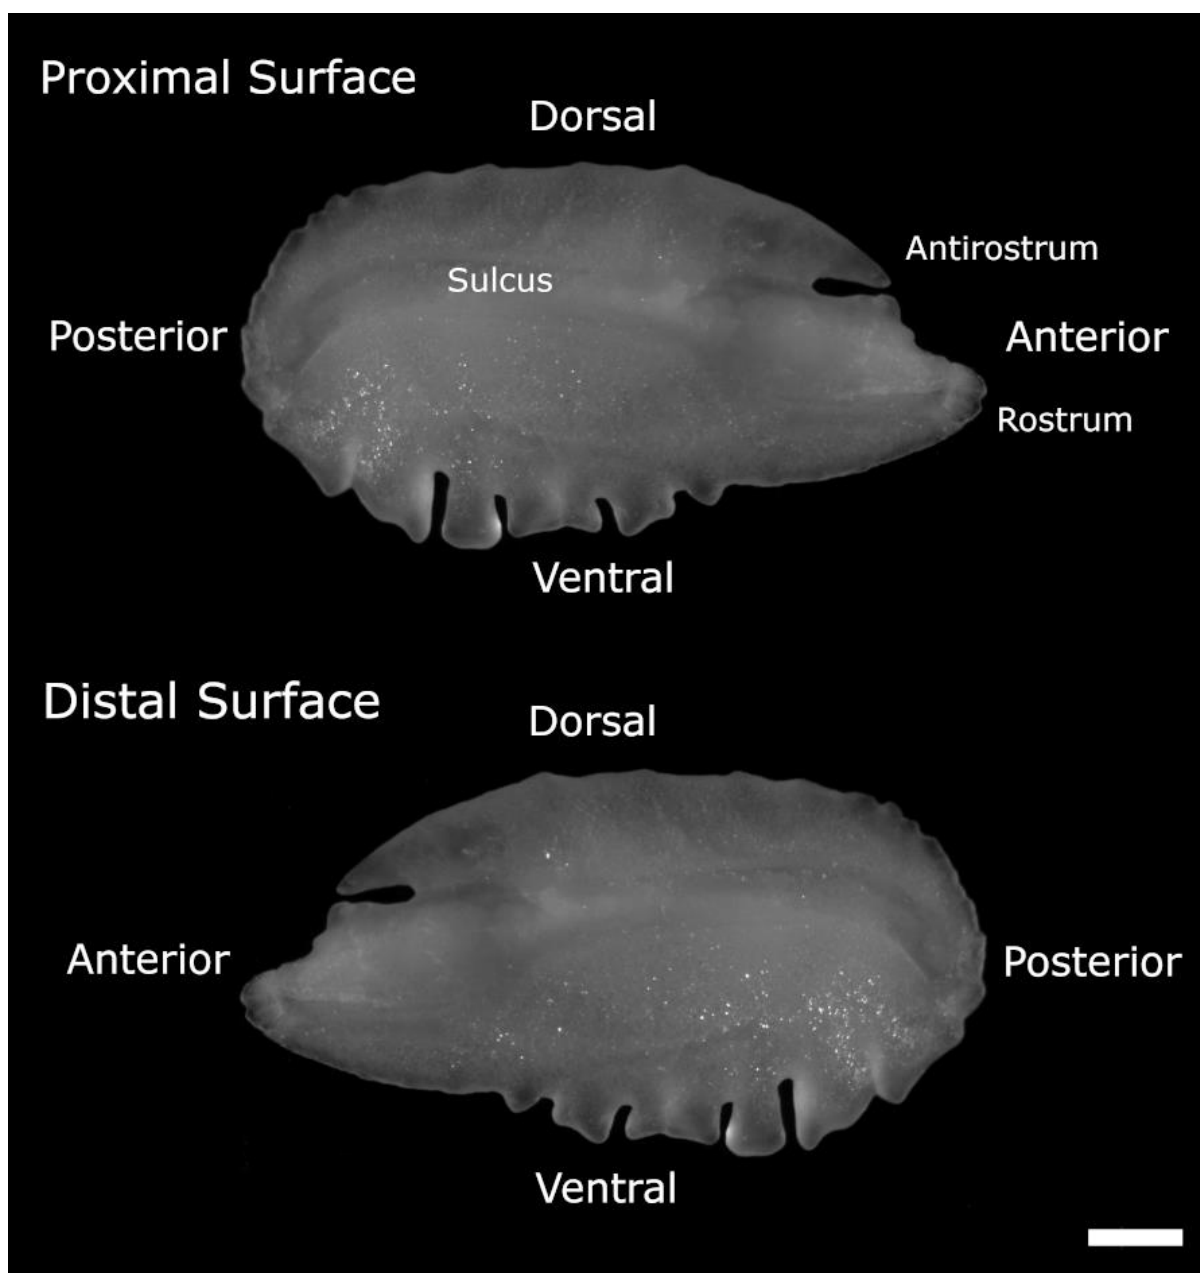 Proximal Surface
Dorsal
Antirostrum
Sulcus
Posterior
Anterior
Rostrum
Ventral
Distal Surface
Dorsal
Anterior
Posterior
Ventral